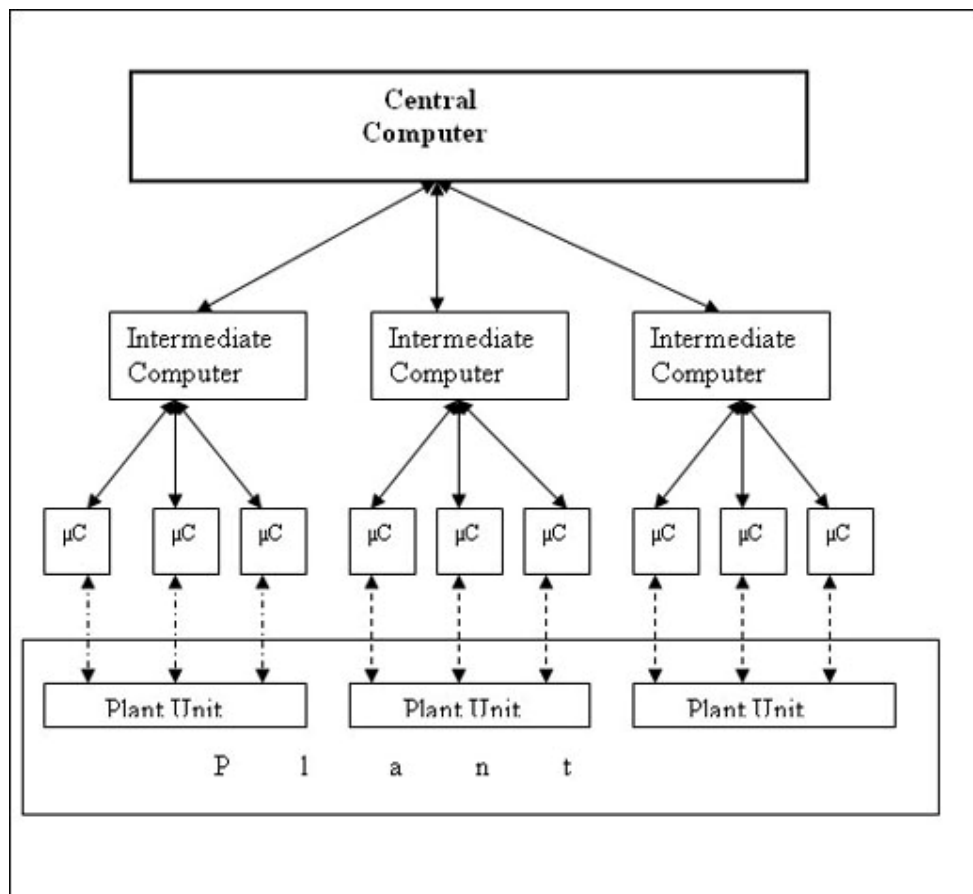 Central
Computer
Intermediate
Computer
Intermediate
Computer
Intermediate
Computer
μC
μC
μC
μC
μC
μC
μC
μC
μC
Plant Unit
Plant Unit
Plant Unit
P l a n t